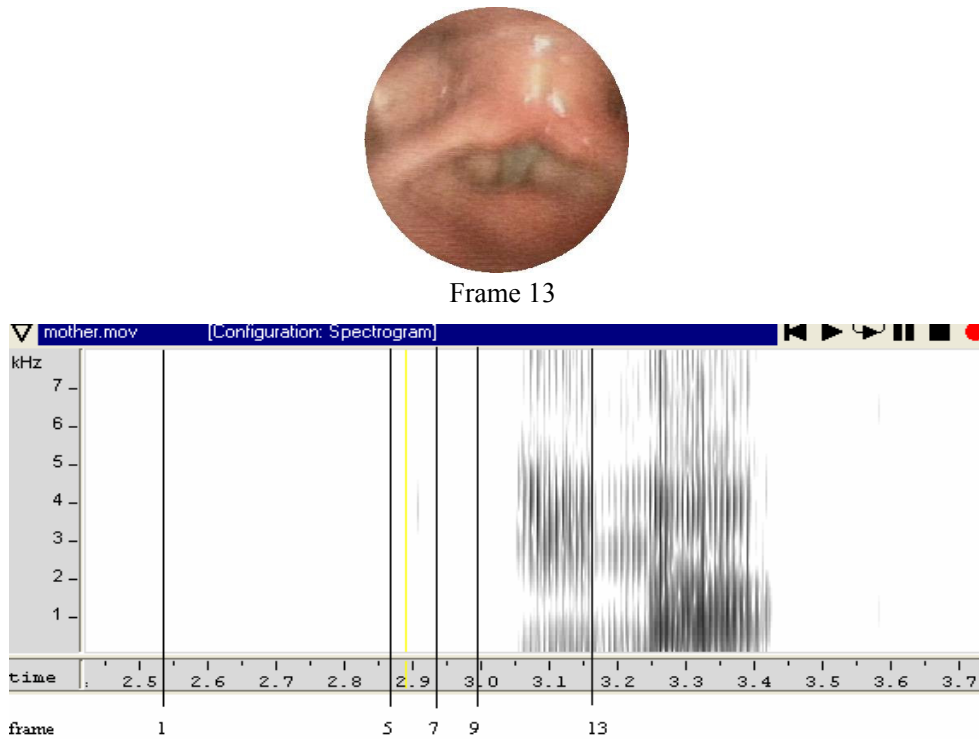 Frame 13
mother.mov [Configuration: Spectrogram]
kHz
7
6
5
4
3
2
1
time : 2.5 2.6 2.7 2.8 2.9 3.0 3.1 3.2 3.3 3.4 3.5 3.6 3.7
frame 1 5 7 9 13